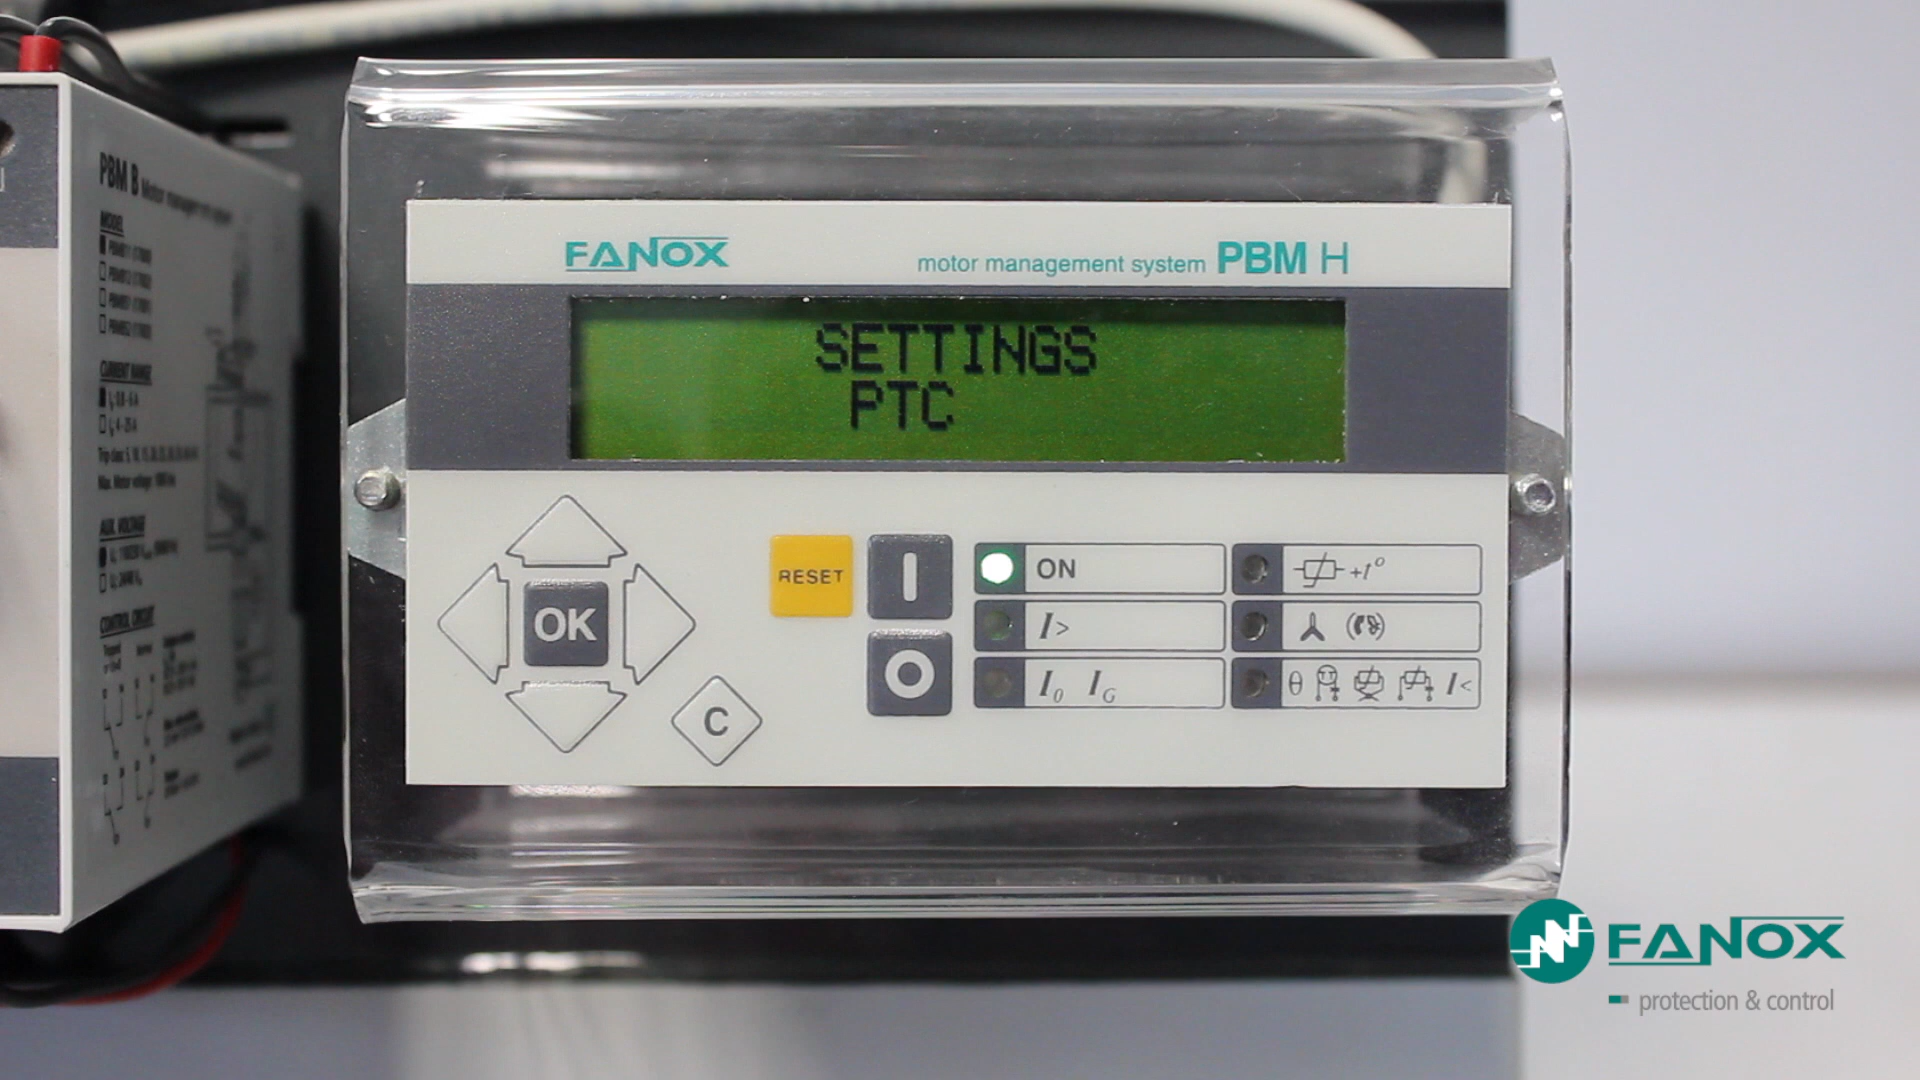 PBM B Motor management system
MODEL
CURRENT RANGE
AUX. VOLTAGE
CONTROL CIRCUIT
FANOX
motor management system PBM H
SETTINGS
PTC
OK
C
RESET
I
O
ON
I>
I0 IG
+t°
θ I<
FANOX
protection & control